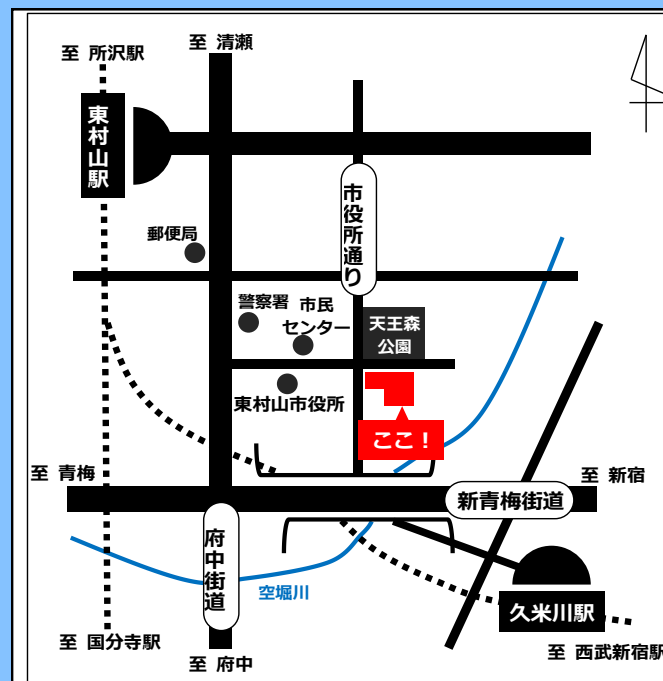 至 清瀬
至 所沢駅
東村山駅
市役所通り
郵便局
警察署
市民
センター
天王森
公園
東村山市役所
ここ！
至 青梅
至 新宿
新青梅街道
府中街道
空堀川
久米川駅
至 国分寺駅
至 府中
至 西武新宿駅